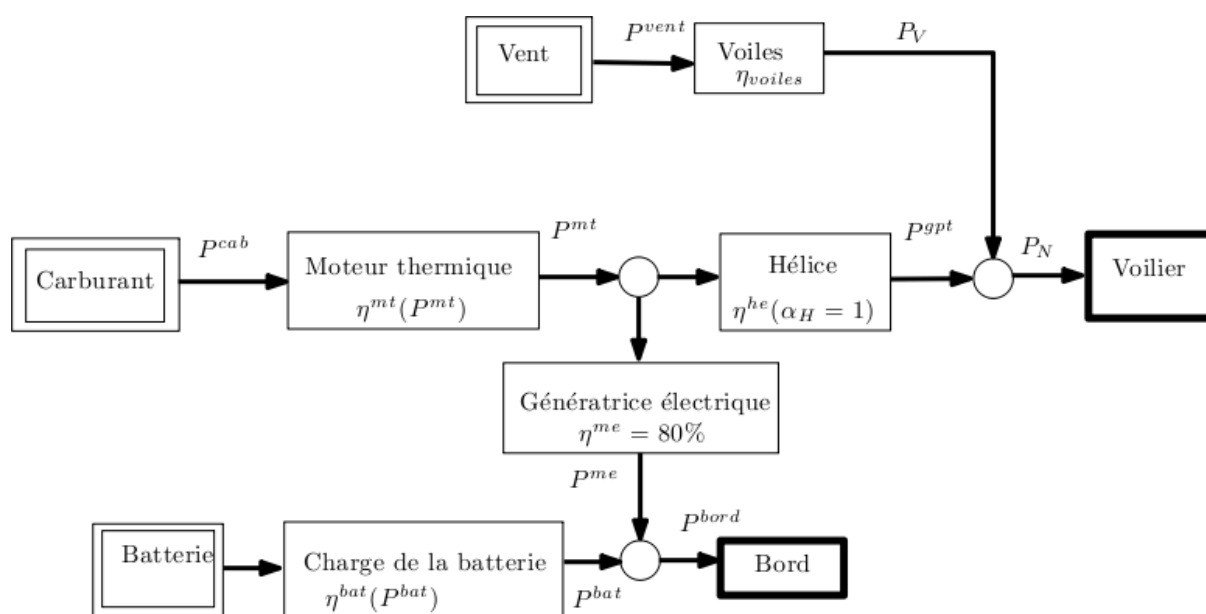 Vent
P^{vent}
Voiles
η_{voiles}
P_V
Carburant
P^{cab}
Moteur thermique
η^{mt}(P^{mt})
P^{mt}
Hélice
η^{he}(α_H = 1)
P^{gpt}
P_N
Voilier
Génératrice électrique
η^{me} = 80%
P^{me}
Batterie
Charge de la batterie
η^{bat}(P^{bat})
P^{bat}
P^{bord}
Bord